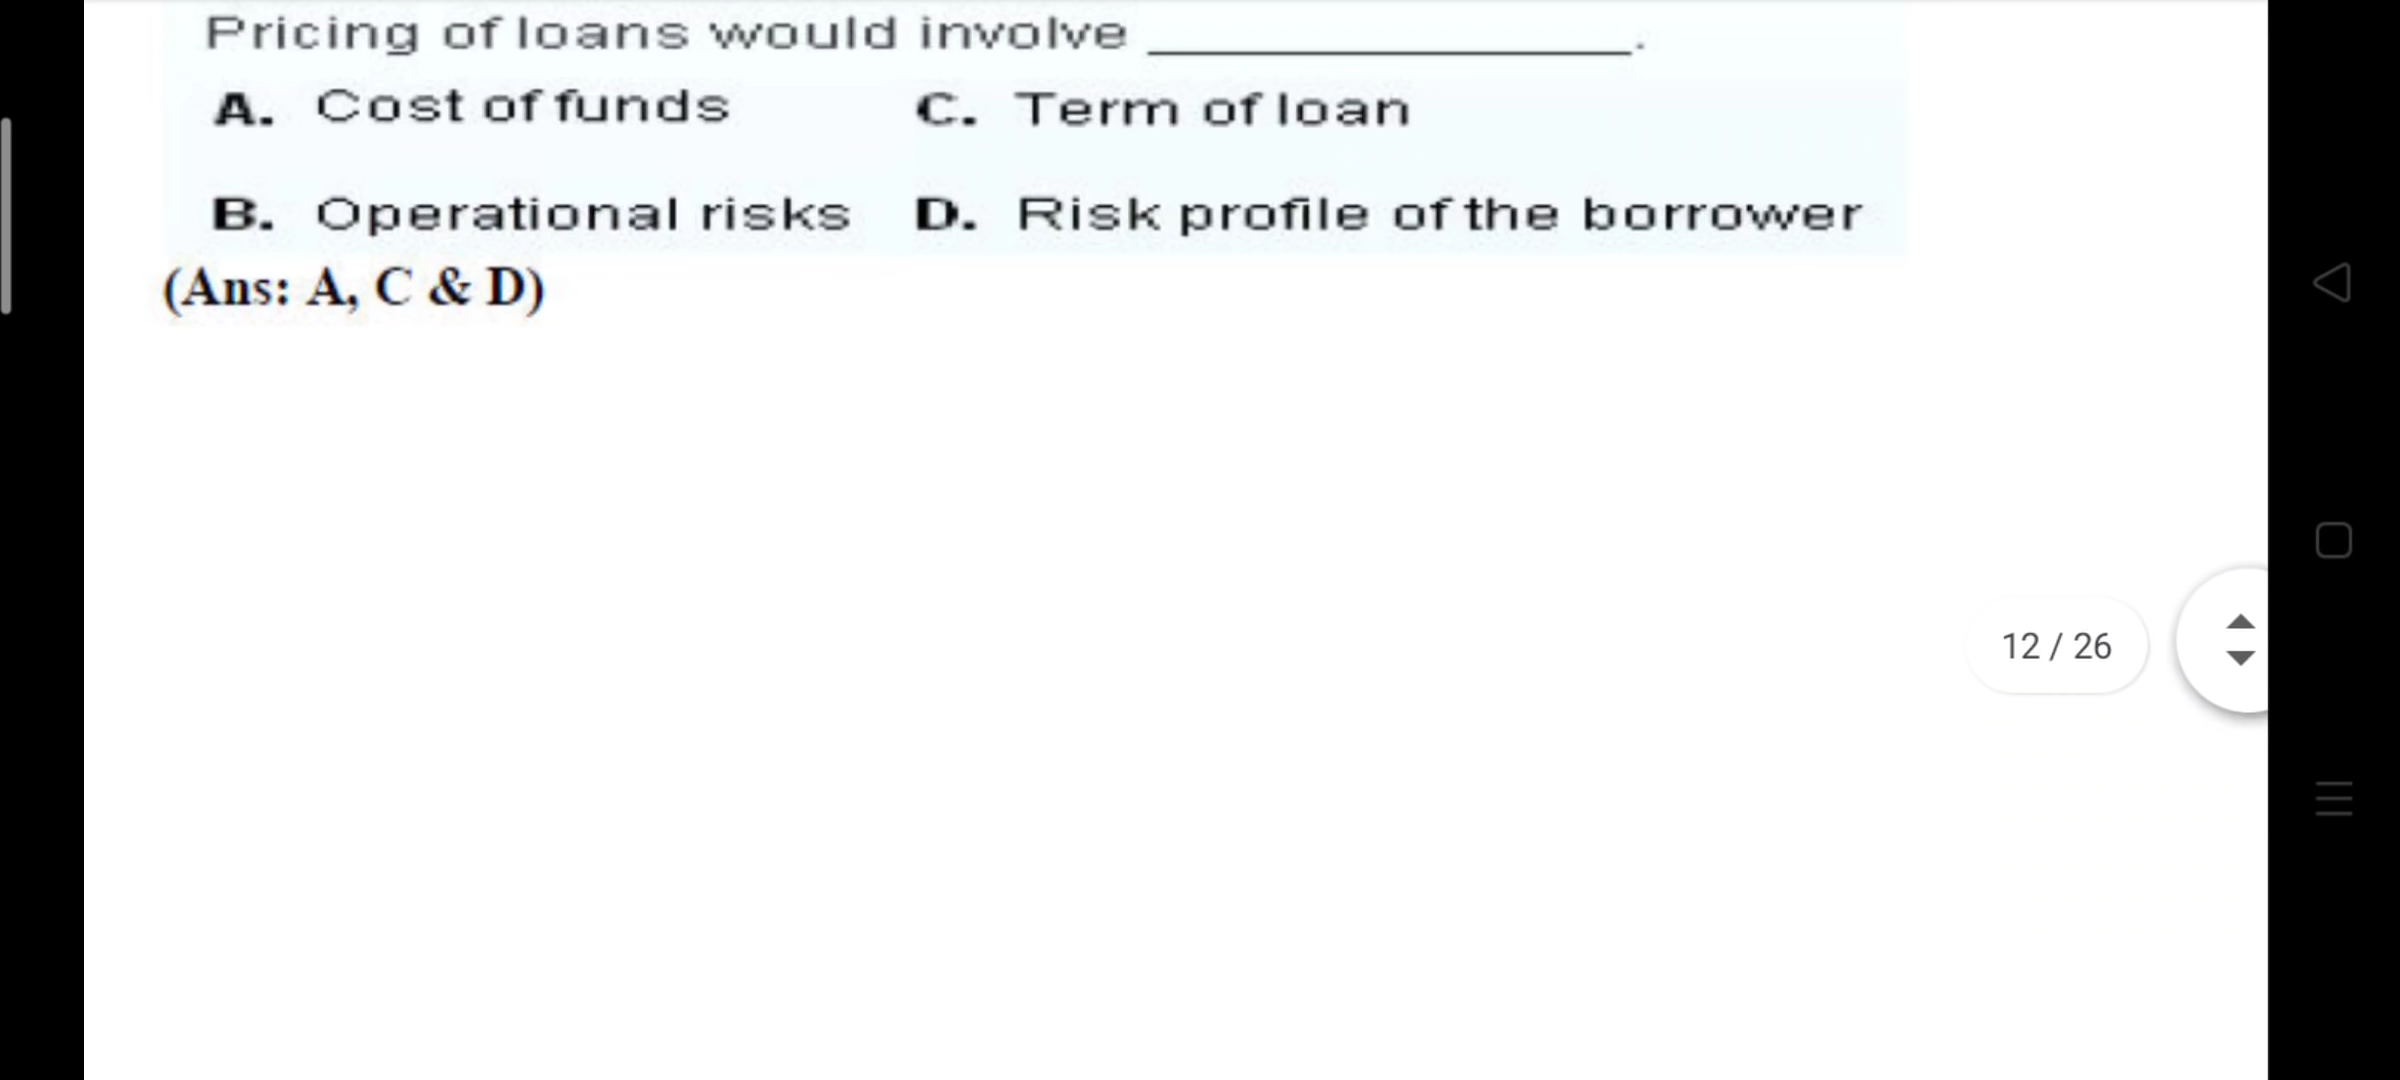 Pricing of loans would involve ____________________.
A. Cost of funds C. Term of loan
B. Operational risks D. Risk profile of the borrower
(Ans: A, C & D)
12 / 26